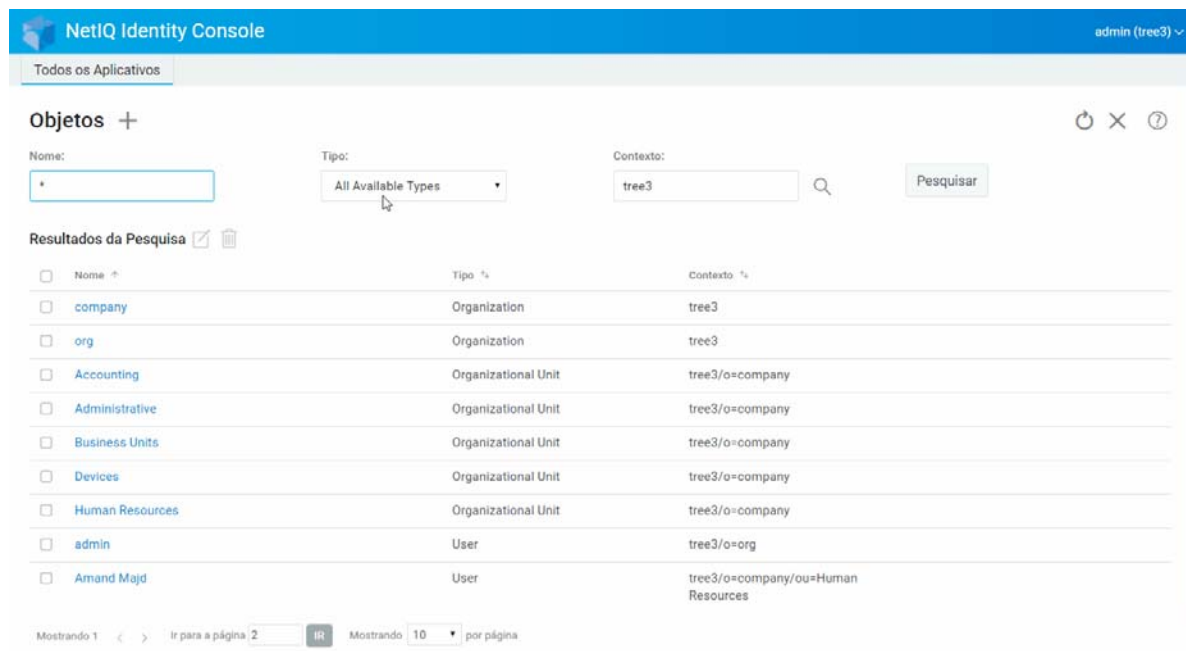 NetIQ Identity Console
admin (tree3)
Todos os Aplicativos
Objetos
Nome: Tipo: Contexto:
* All Available Types tree3 Pesquisar
Resultados da Pesquisa
Nome Tipo Contexto
company Organization tree3
org Organization tree3
Accounting Organizational Unit tree3/o=company
Administrative Organizational Unit tree3/o=company
Business Units Organizational Unit tree3/o=company
Devices Organizational Unit tree3/o=company
Human Resources Organizational Unit tree3/o=company
admin User tree3/o=org
Amand Majd User tree3/o=company/ou=Human
Resources
Mostrando 1 < > Ir para a página 2 IR Mostrando 10 por página